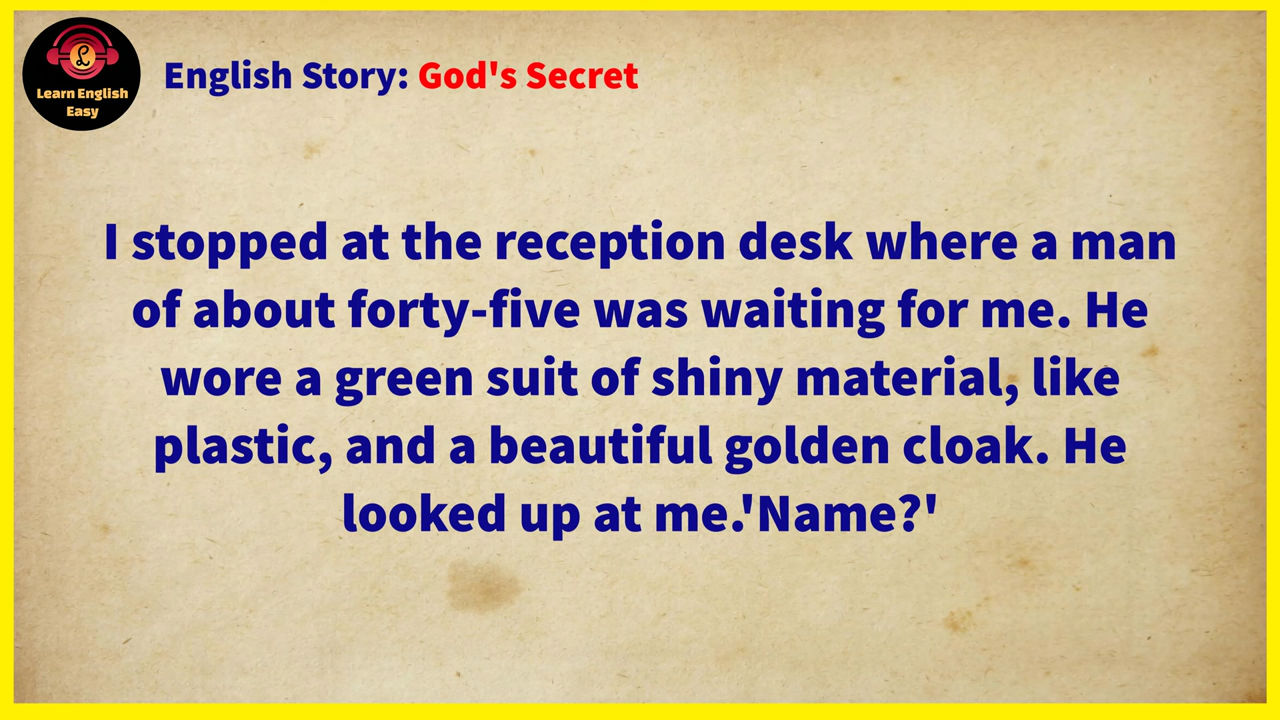 Learn English
Easy
English Story: God's Secret
I stopped at the reception desk where a man
of about forty-five was waiting for me. He
wore a green suit of shiny material, like
plastic, and a beautiful golden cloak. He
looked up at me.'Name?'